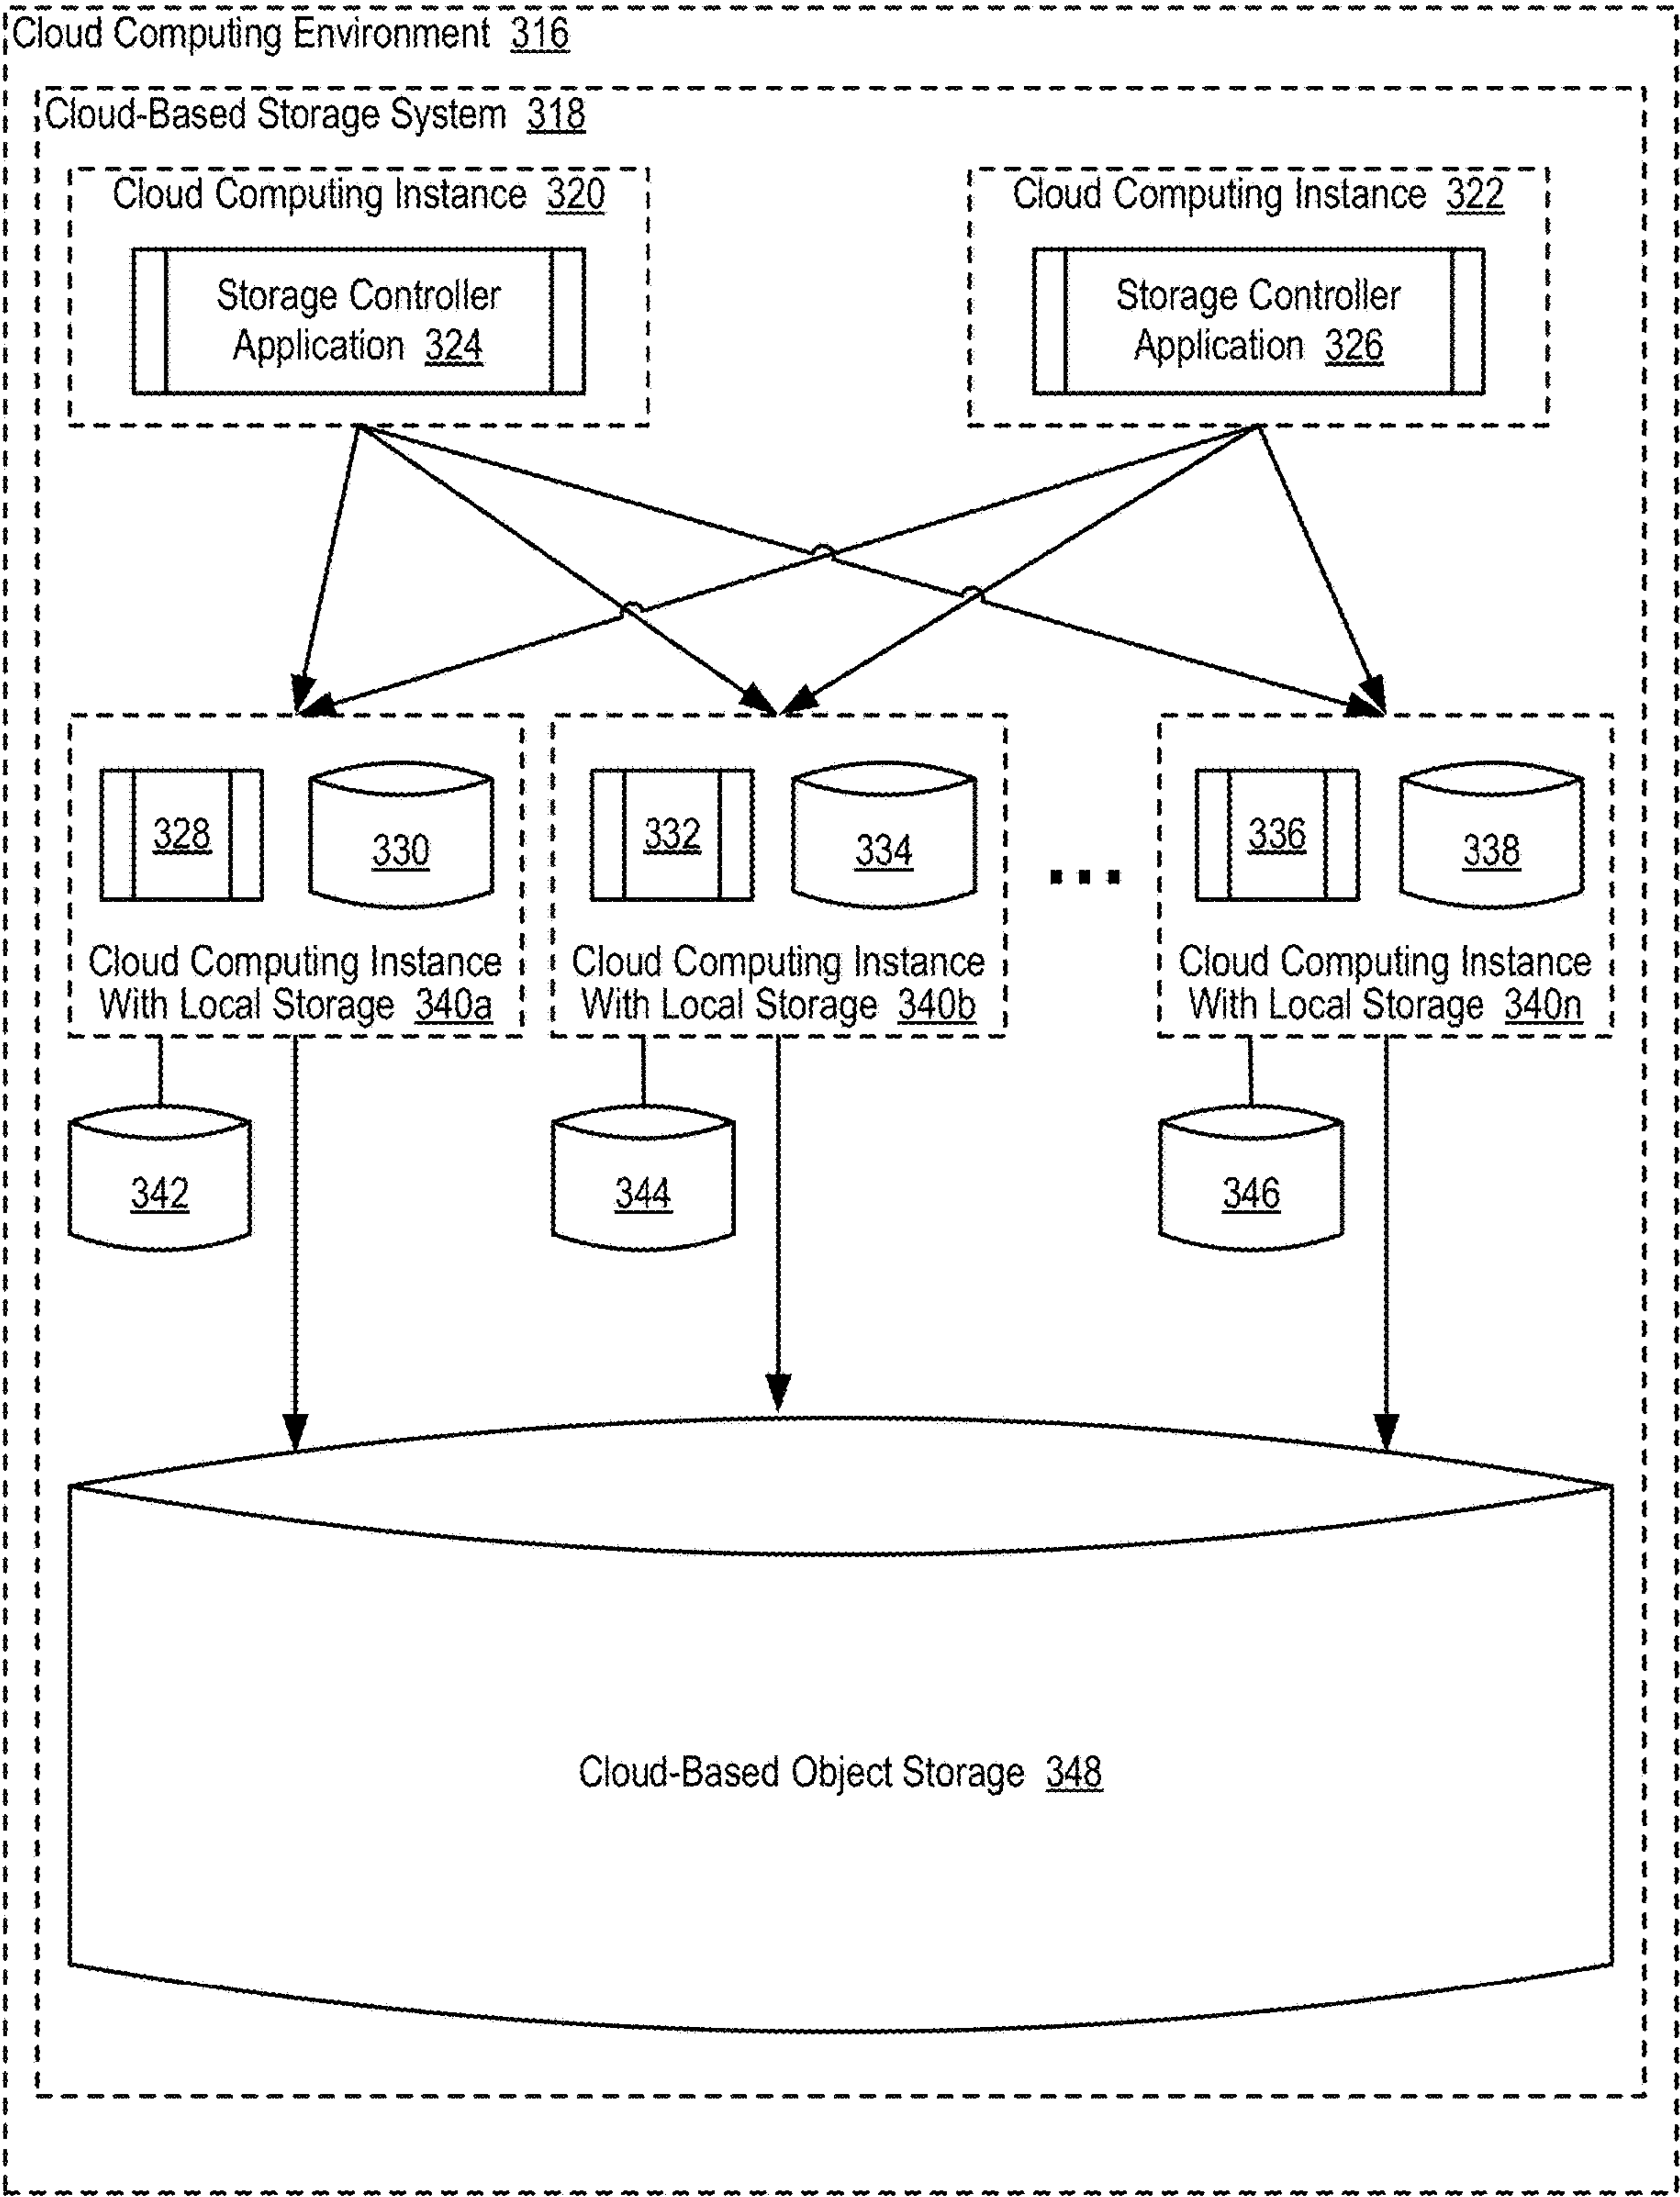 Cloud Computing Environment 316
Cloud-Based Storage System 318
Cloud Computing Instance 320
Storage Controller
Application 324
Cloud Computing Instance 322
Storage Controller
Application 326
328
330
Cloud Computing Instance
With Local Storage 340a
332
334
Cloud Computing Instance
With Local Storage 340b
...
336
338
Cloud Computing Instance
With Local Storage 340n
342
344
346
Cloud-Based Object Storage 348